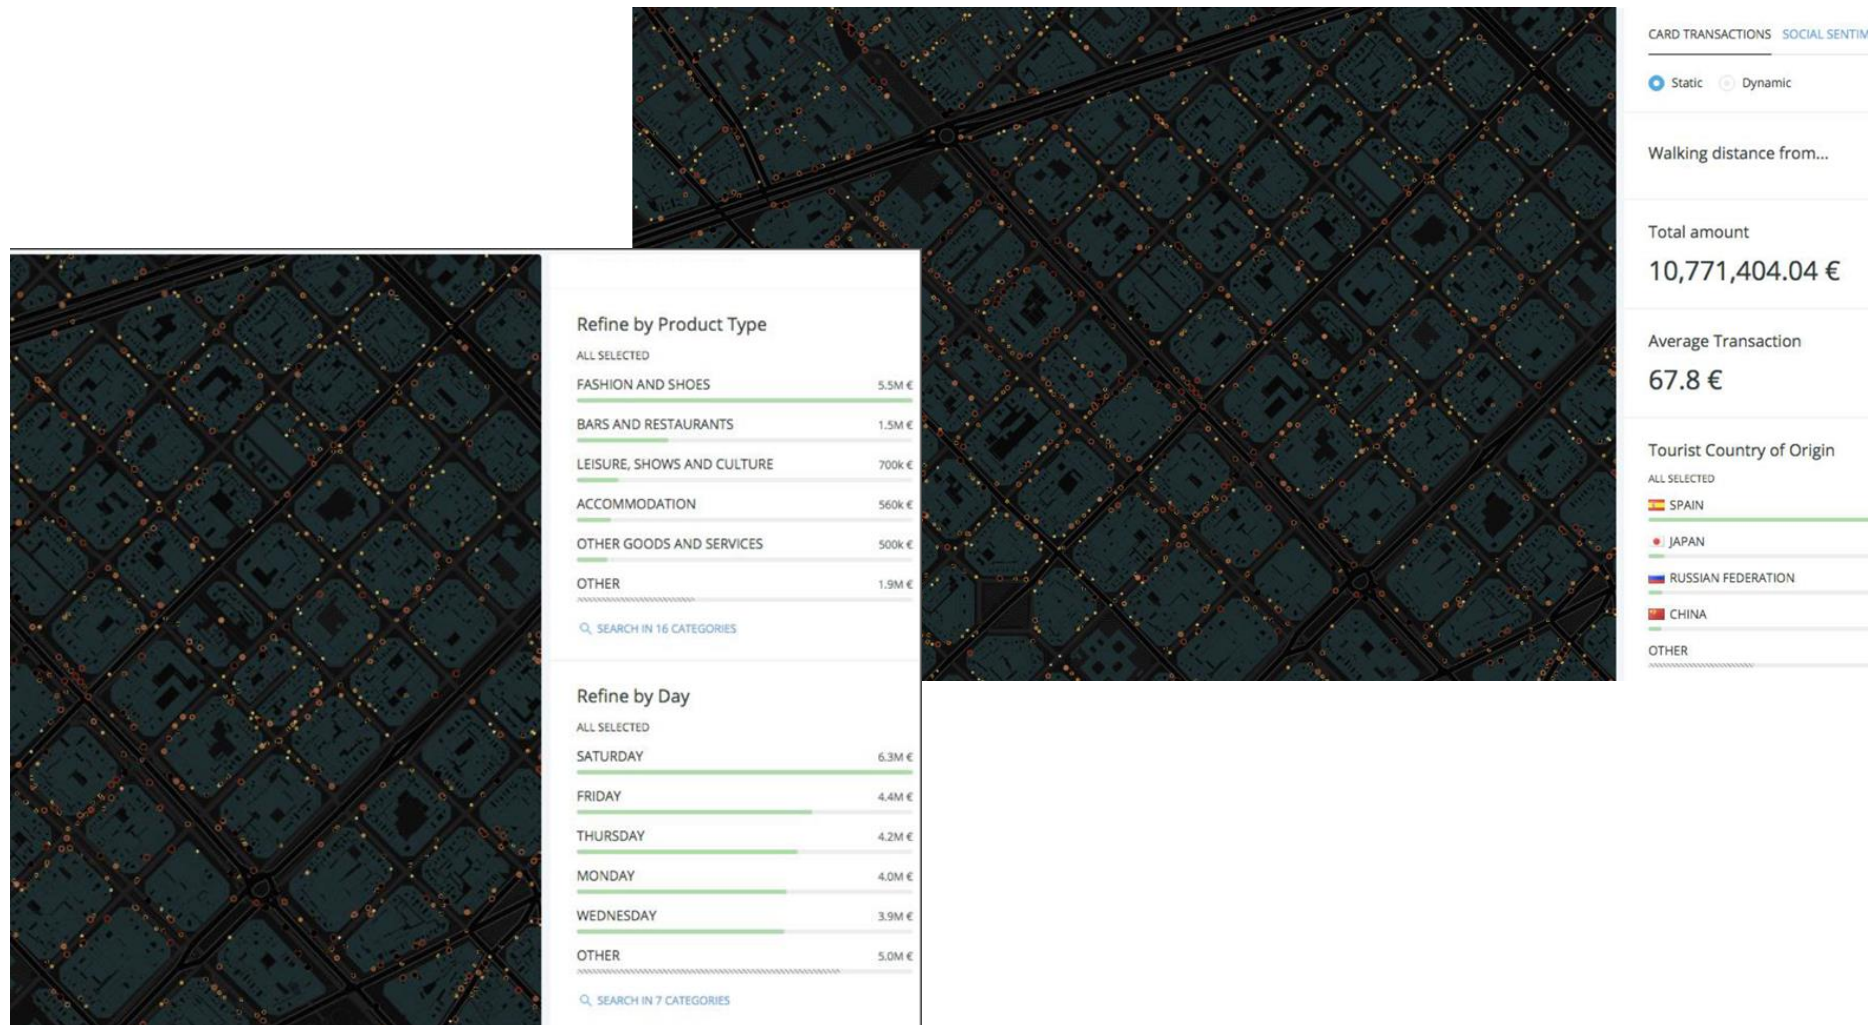 CARD TRANSACTIONS SOCIAL SENTIM
Static Dynamic
Walking distance from...
Total amount
10,771,404.04 €
Average Transaction
67.8 €
Tourist Country of Origin
ALL SELECTED
SPAIN
JAPAN
RUSSIAN FEDERATION
CHINA
OTHER
Refine by Product Type
ALL SELECTED
FASHION AND SHOES 5.5M €
BARS AND RESTAURANTS 1.5M €
LEISURE, SHOWS AND CULTURE 700k €
ACCOMMODATION 560k €
OTHER GOODS AND SERVICES 500k €
OTHER 1.9M €
SEARCH IN 16 CATEGORIES
Refine by Day
ALL SELECTED
SATURDAY 6.3M €
FRIDAY 4.4M €
THURSDAY 4.2M €
MONDAY 4.0M €
WEDNESDAY 3.9M €
OTHER 5.0M €
SEARCH IN 7 CATEGORIES